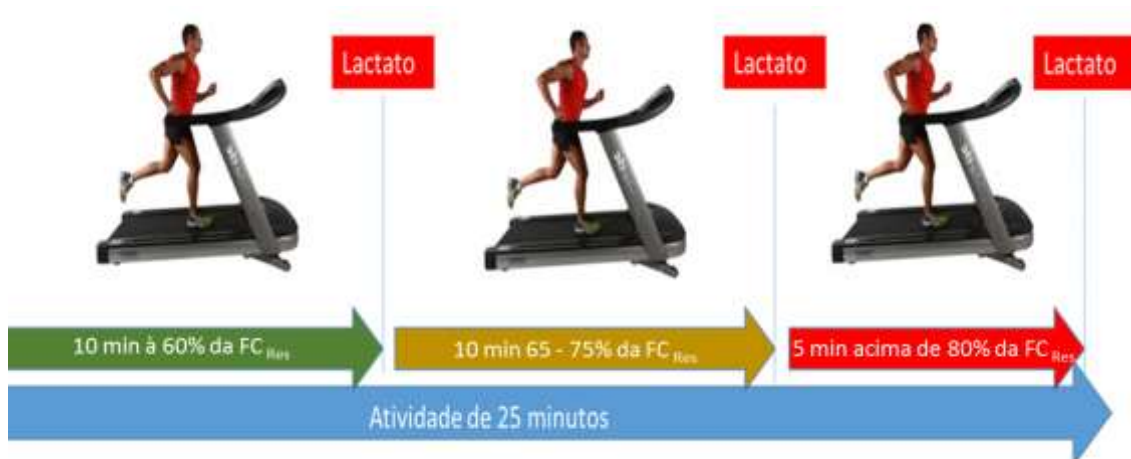 Lactato
Lactato
Lactato
10 min à 60% da FC Res
10 min 65 - 75% da FC Res
5 min acima de 80% da FC Res
Atividade de 25 minutos